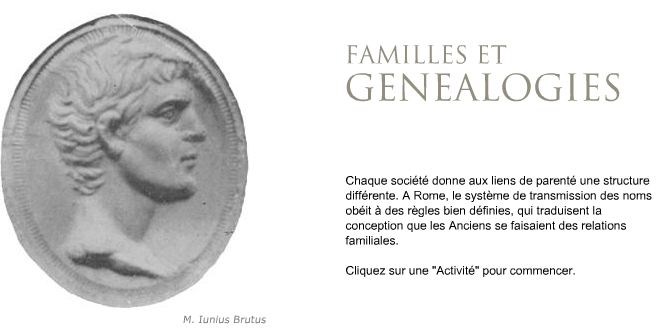 FAMILLES ET
GENEALOGIES
Chaque société donne aux liens de parenté une structure
différente. A Rome, le système de transmission des noms
obéit à des règles bien définies, qui traduisent la
conception que les Anciens se faisaient des relations
familiales.
Cliquez sur une "Activité" pour commencer.
M. Iunius Brutus